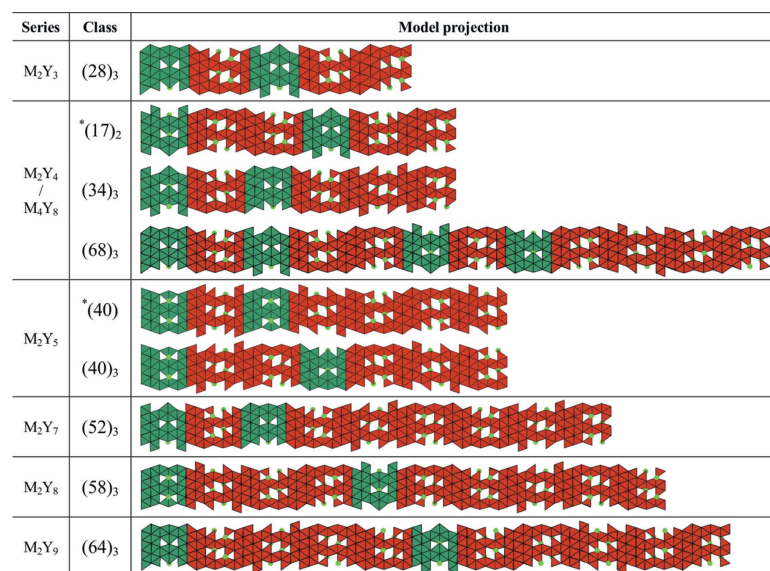 Series Class Model projection
M₂Y₃ (28)₃
*(17)₂
M₂Y₄
/
M₄Y₈
(34)₃
(68)₃
M₂Y₅
*(40)
(40)₃
M₂Y₇ (52)₃
M₂Y₈ (58)₃
M₂Y₉ (64)₃